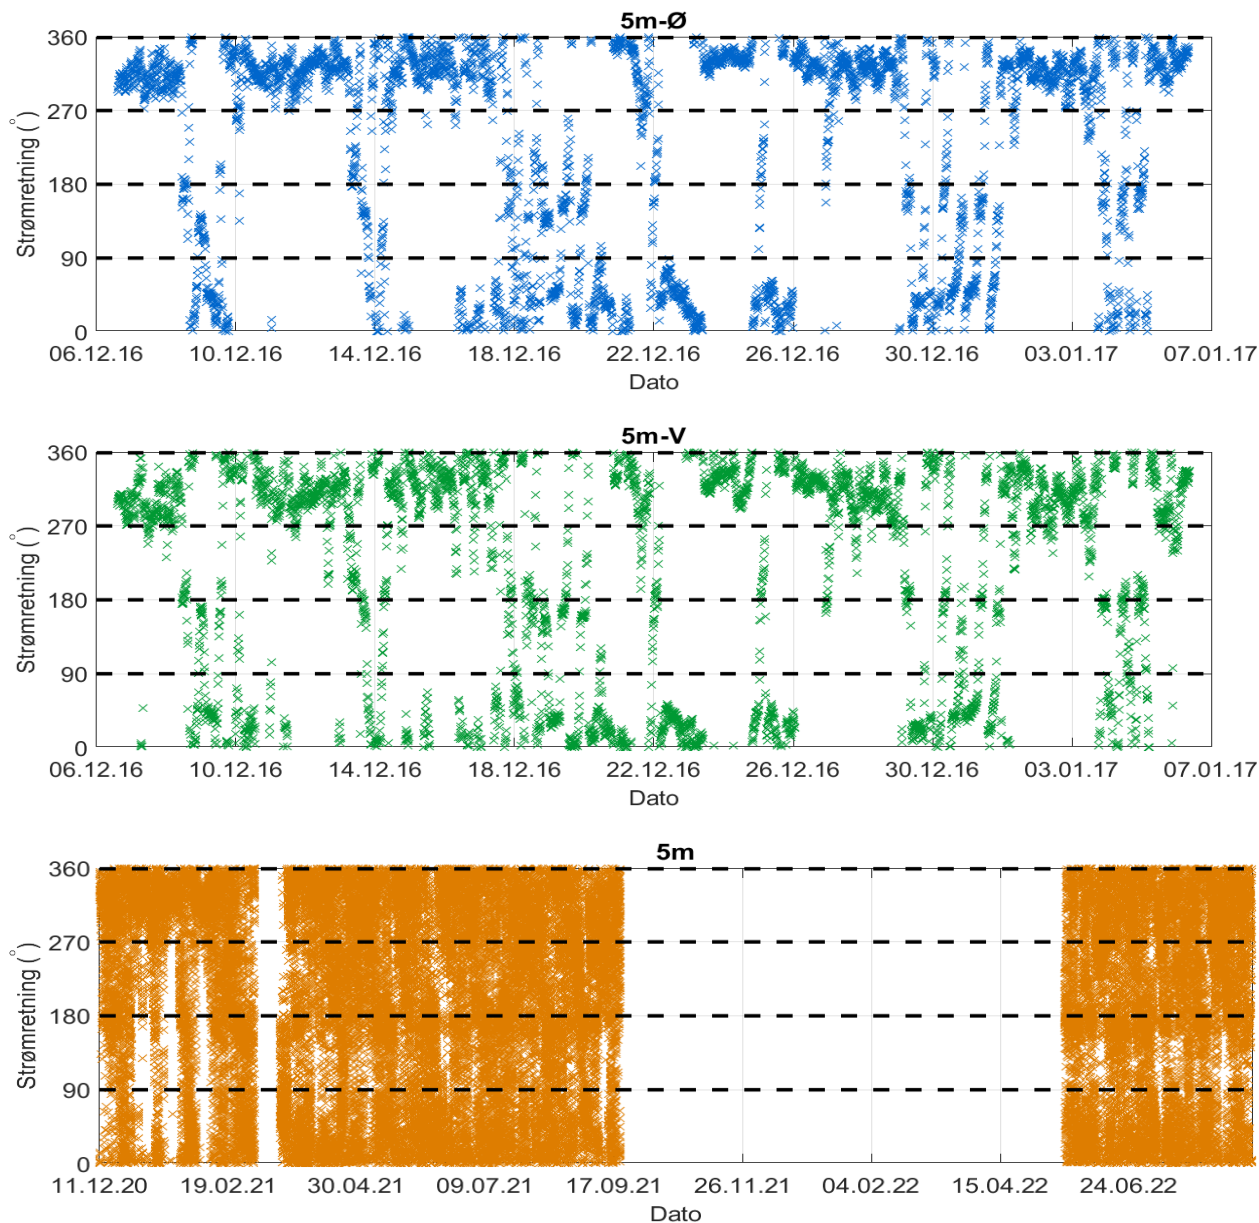 5m-Ø
Strømretning (°)
360
270
180
90
0
06.12.16 10.12.16 14.12.16 18.12.16 22.12.16 26.12.16 30.12.16 03.01.17 07.01.17
Dato
5m-V
Strømretning (°)
360
270
180
90
0
06.12.16 10.12.16 14.12.16 18.12.16 22.12.16 26.12.16 30.12.16 03.01.17 07.01.17
Dato
5m
Strømretning (°)
360
270
180
90
0
11.12.20 19.02.21 30.04.21 09.07.21 17.09.21 26.11.21 04.02.22 15.04.22 24.06.22
Dato